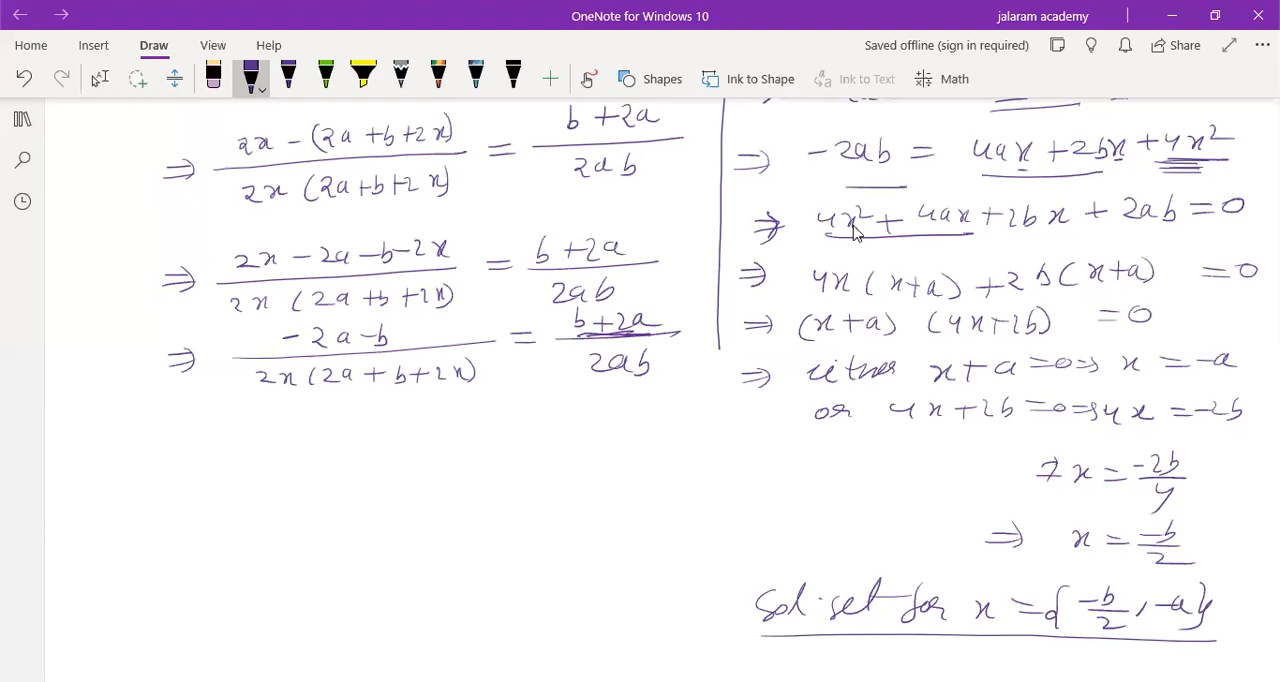 OneNote for Windows 10
jalaram academy
Home Insert Draw View Help
Saved offline (sign in required) Share
Shapes Ink to Shape Ink to Text Math
⇒ 2x - (2a + b + 2x) / 2x (2a + b + 2x) = b + 2a / 2ab
⇒ 2x - 2a - b - 2x / 2x (2a + b + 2x) = b + 2a / 2ab
⇒ -2a - b / 2x (2a + b + 2x) = b + 2a / 2ab
⇒ -2ab = 4ax + 2bx + 4x²
⇒ 4x² + 4ax + 2bx + 2ab = 0
⇒ 4x (x+a) + 2b (x+a) = 0
⇒ (x+a) (4x+2b) = 0
⇒ either x + a = 0 ⇒ x = -a
or 4x + 2b = 0 ⇒ 4x = -2b
⇒ x = -2b / 4
⇒ x = -b / 2
Sol. set for x = { -b/2, -a }